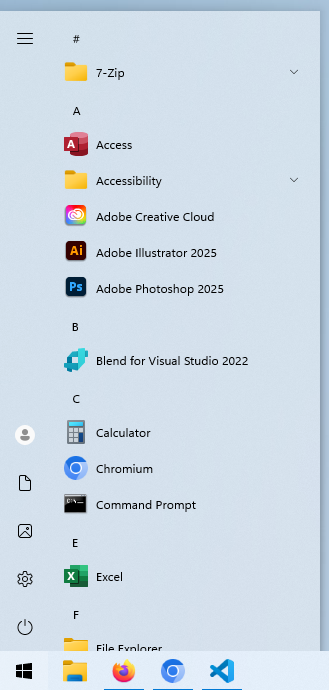 #
7-Zip
A
Access
Accessibility
Adobe Creative Cloud
Adobe Illustrator 2025
Adobe Photoshop 2025
B
Blend for Visual Studio 2022
C
Calculator
Chromium
Command Prompt
E
Excel
F
File Explorer